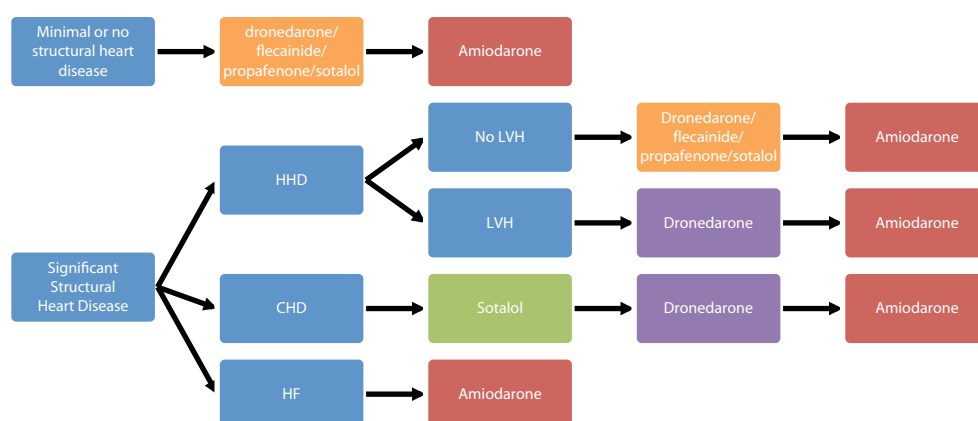 Minimal or no
structural heart
disease
dronedarone/
flecainide/
propafenone/sotalol
Amiodarone
No LVH
Dronedarone/
flecainide/
propafenone/sotalol
Amiodarone
HHD
LVH
Dronedarone
Amiodarone
Significant
Structural
Heart Disease
CHD
Sotalol
Dronedarone
Amiodarone
HF
Amiodarone